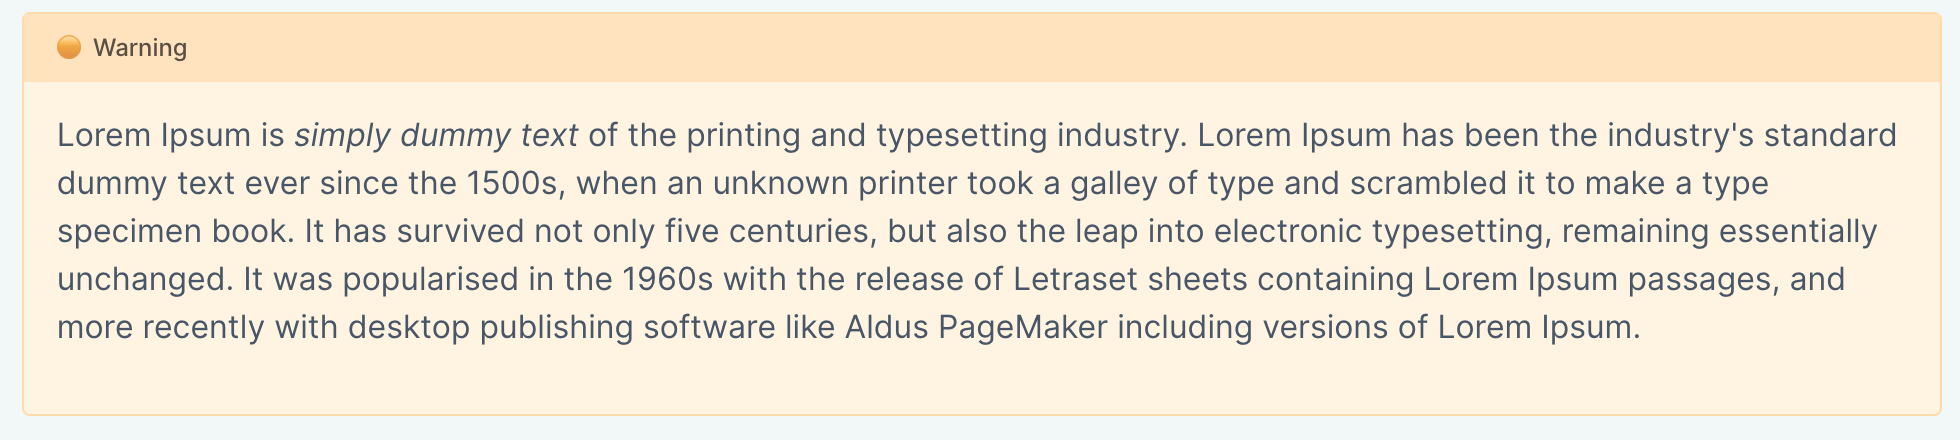 Warning
Lorem Ipsum is simply dummy text of the printing and typesetting industry. Lorem Ipsum has been the industry's standard
dummy text ever since the 1500s, when an unknown printer took a galley of type and scrambled it to make a type
specimen book. It has survived not only five centuries, but also the leap into electronic typesetting, remaining essentially
unchanged. It was popularised in the 1960s with the release of Letraset sheets containing Lorem Ipsum passages, and
more recently with desktop publishing software like Aldus PageMaker including versions of Lorem Ipsum.